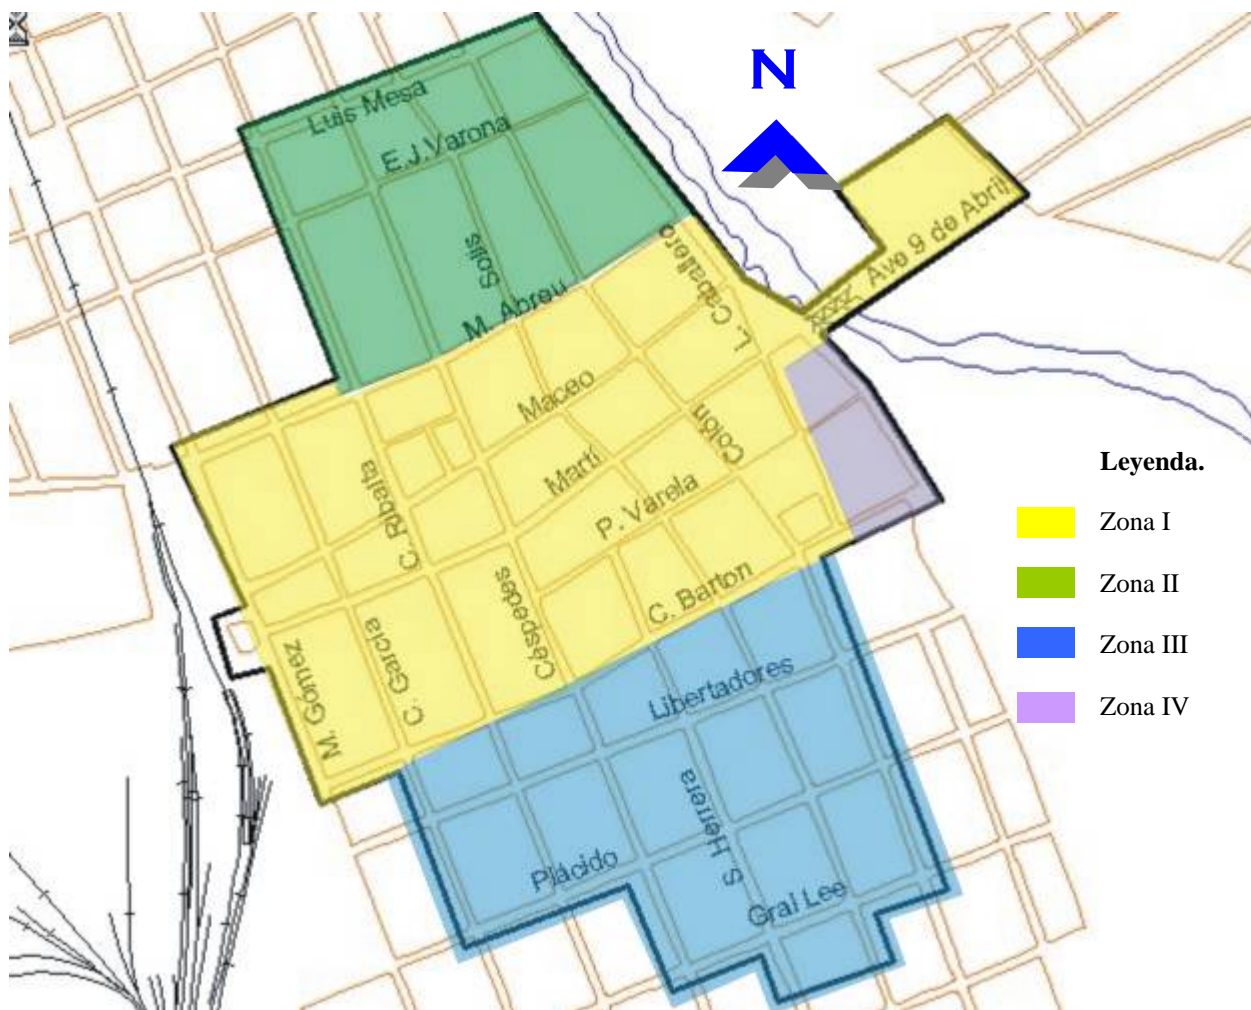 N
Luis Mesa
E.J.Varona
Solis
M. Abreu
L. Caballero
Ave 9 de Abril
Maceo
Martí
Colón
P. Varela
C. Ribalta
C. Barton
Céspedes
C. García
M. Gómez
Libertadores
S. Herrera
Plácido
Gral Lee
Leyenda.
Zona I
Zona II
Zona III
Zona IV